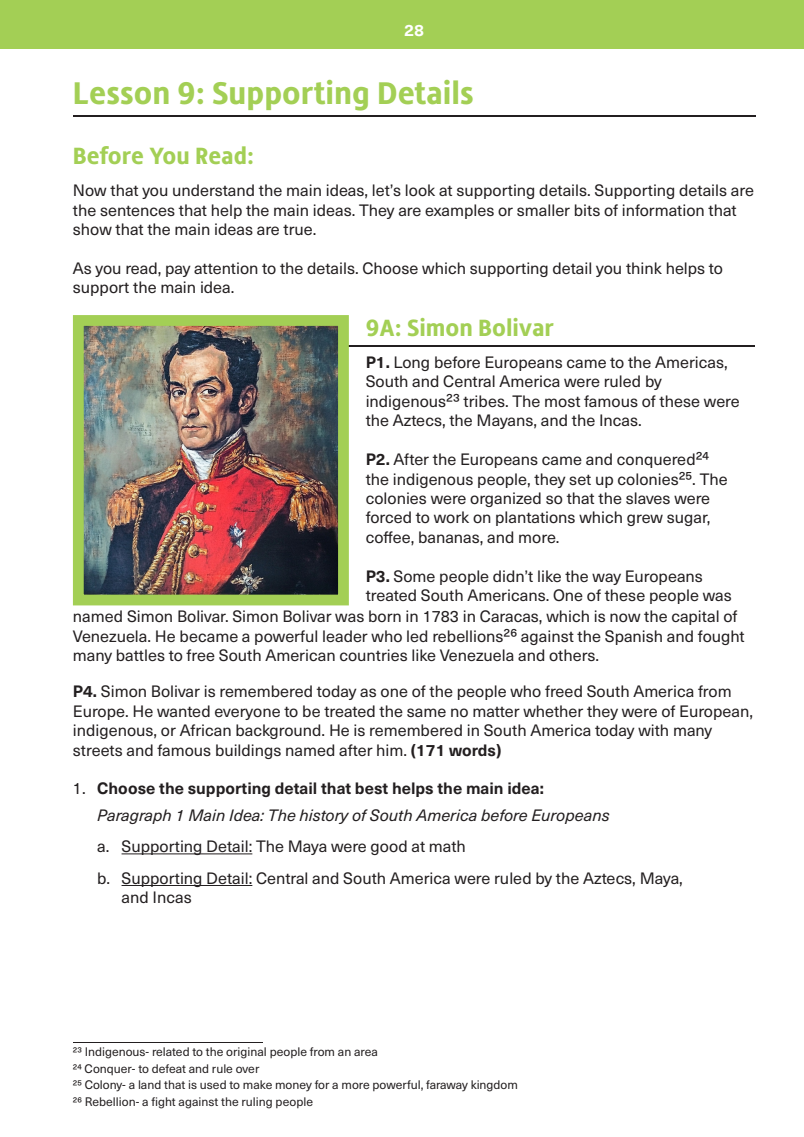 28
Lesson 9: Supporting Details
Before You Read:
Now that you understand the main ideas, let's look at supporting details. Supporting details are
the sentences that help the main ideas. They are examples or smaller bits of information that
show that the main ideas are true.
As you read, pay attention to the details. Choose which supporting detail you think helps to
support the main idea.
9A: Simon Bolivar
P1. Long before Europeans came to the Americas,
South and Central America were ruled by
indigenous²³ tribes. The most famous of these were
the Aztecs, the Mayans, and the Incas.
P2. After the Europeans came and conquered²⁴
the indigenous people, they set up colonies²⁵. The
colonies were organized so that the slaves were
forced to work on plantations which grew sugar,
coffee, bananas, and more.
P3. Some people didn't like the way Europeans
treated South Americans. One of these people was
named Simon Bolivar. Simon Bolivar was born in 1783 in Caracas, which is now the capital of
Venezuela. He became a powerful leader who led rebellions²⁶ against the Spanish and fought
many battles to free South American countries like Venezuela and others.
P4. Simon Bolivar is remembered today as one of the people who freed South America from
Europe. He wanted everyone to be treated the same no matter whether they were of European,
indigenous, or African background. He is remembered in South America today with many
streets and famous buildings named after him. (171 words)
1. Choose the supporting detail that best helps the main idea:
Paragraph 1 Main Idea: The history of South America before Europeans
a. Supporting Detail: The Maya were good at math
b. Supporting Detail: Central and South America were ruled by the Aztecs, Maya,
and Incas
²³ Indigenous- related to the original people from an area
²⁴ Conquer- to defeat and rule over
²⁵ Colony- a land that is used to make money for a more powerful, faraway kingdom
²⁶ Rebellion- a fight against the ruling people